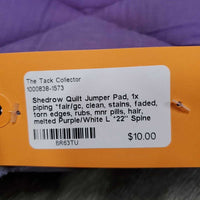 The Tack Collector
1000838-1573
Shedrow Quilt Jumper Pad, 1x
piping *fair/gc, clean, stains, faded,
torn edges, rubs, mnr pills, hair,
melted Purple/White L *22" Spine
$10.00
SR63TU